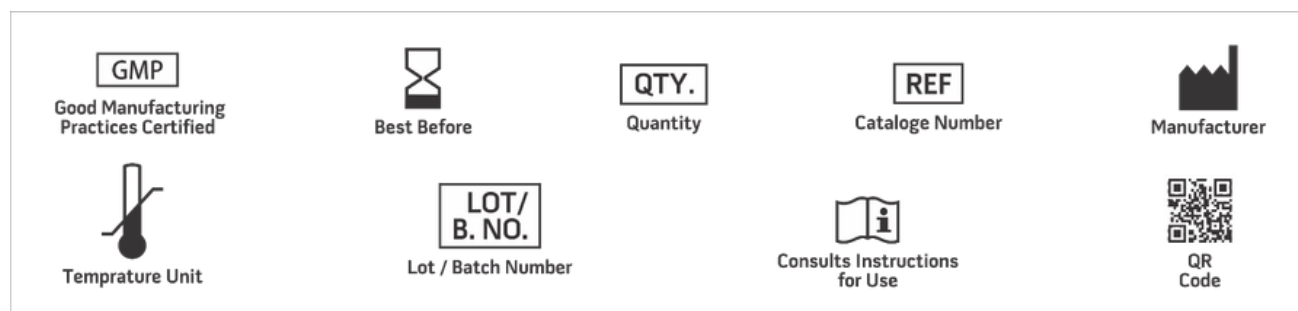 GMP
Good Manufacturing
Practices Certified
Best Before
QTY.
Quantity
REF
Cataloge Number
Manufacturer
Temprature Unit
LOT/
B. NO.
Lot / Batch Number
i
Consults Instructions
for Use
QR
Code